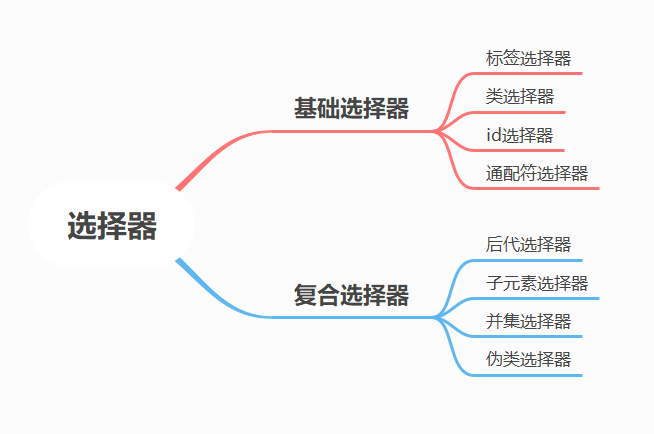 选择器
基础选择器
标签选择器
类选择器
id选择器
通配符选择器
复合选择器
后代选择器
子元素选择器
并集选择器
伪类选择器